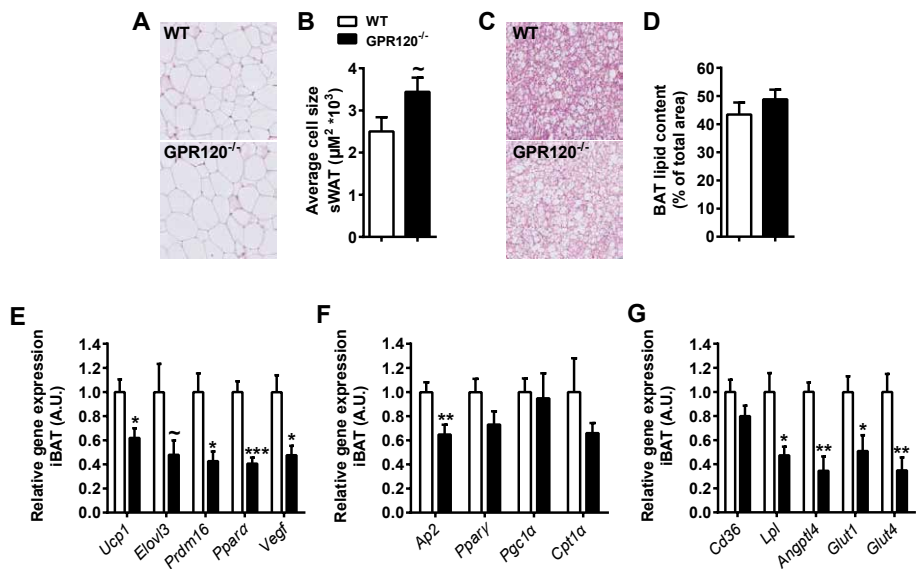 A
WT
GPR120-/-
B
WT
GPR120-/-
Average cell size
sWAT (µM2 *103)
4
3
2
1
0
~
C
WT
GPR120-/-
D
BAT lipid content
(% of total area)
60
50
40
30
20
10
0
E
Relative gene expression
iBAT (A.U.)
1.4
1.2
1.0
0.8
0.6
0.4
0.2
0.0
* ~ * *** *
Ucp1 Elovl3 Prdm16 Pparα Vegf
F
Relative gene expression
iBAT (A.U.)
1.4
1.2
1.0
0.8
0.6
0.4
0.2
0.0
**
Ap2 Pparγ Pgc1α Cpt1α
G
Relative gene expression
iBAT (A.U.)
1.4
1.2
1.0
0.8
0.6
0.4
0.2
0.0
* ** * **
Cd36 Lpl Angptl4 Glut1 Glut4